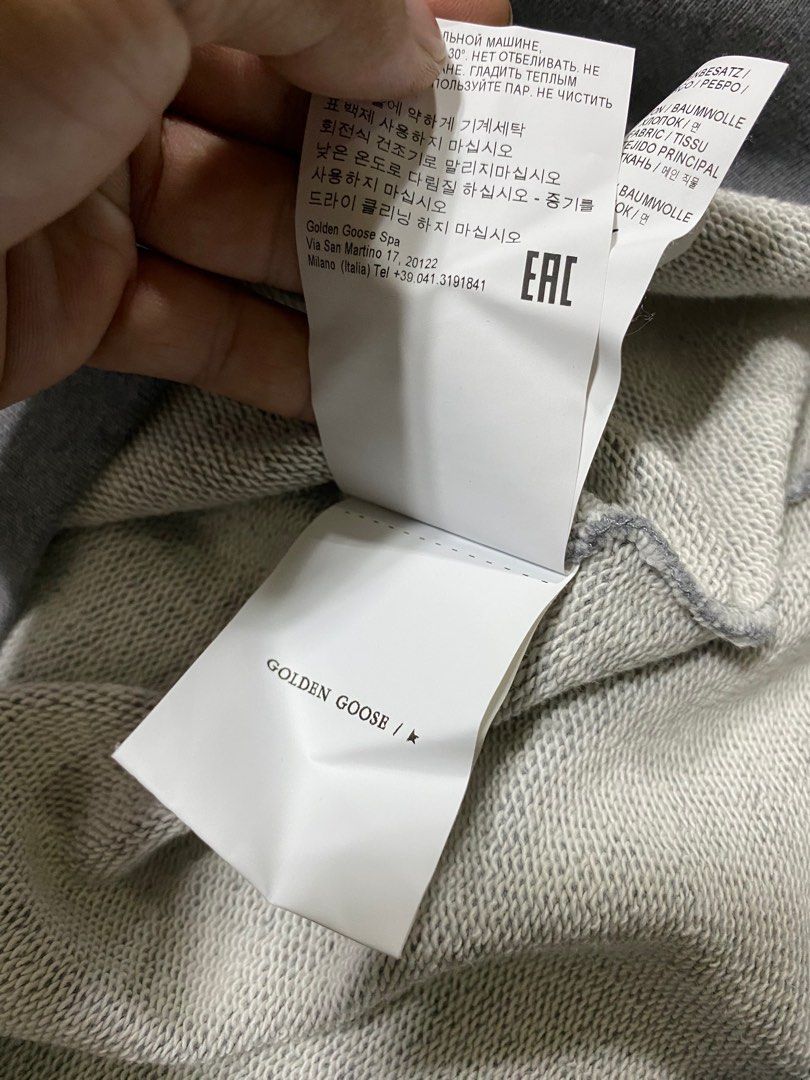 ЛЬНОЙ МАШИНЕ,
30°. НЕТ ОТБЕЛИВАТЬ. НЕ
ГЛАДИТЬ ТЕПЛЫМ
ПОЛЬЗУЙТЕ ПАР. НЕ ЧИСТИТЬ
약하게 기계세탁
표백제 사용하지 마십시오
회전식 건조기로 말리지마십시오
낮은 온도로 다림질 하십시오 - 중기를
사용하지 마십시오
드라이 클리닝 하지 마십시오
Golden Goose Spa
Via San Martino 17, 20122
Milano (Italia) Tel +39.041.3191841
EAC
NBESATZ /
РЕБРО /
BAUMWOLLE
ХЛОПОК / 면
FABRIC / TISSU
TEJIDO PRINCIPAL
ТКАНЬ / 메인 직물
BAUMWOLLE
ОК / 면
GOLDEN GOOSE /